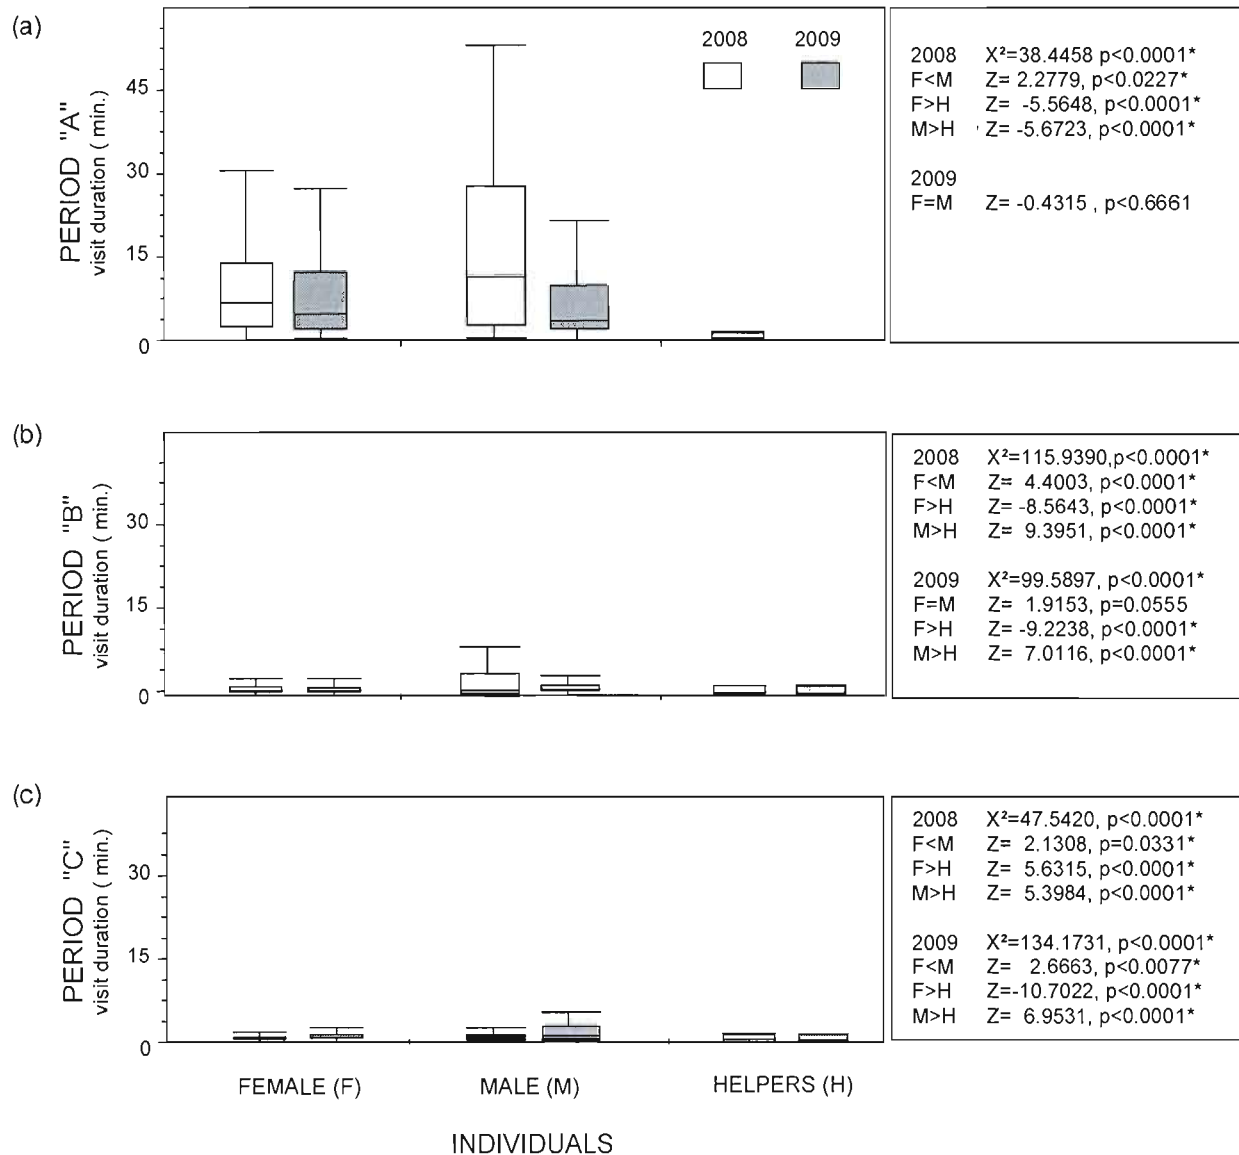 (a)
PERIOD "A"
visit duration ( min.)
45
30
15
0
2008 2009
2008 X²=38.4458 p<0.0001*
F<M Z= 2.2779, p<0.0227*
F>H Z= -5.5648, p<0.0001*
M>H Z= -5.6723, p<0.0001*
2009
F=M Z= -0.4315 , p<0.6661
(b)
PERIOD "B"
visit duration ( min.)
30
15
0
2008 X²=115.9390,p<0.0001*
F<M Z= 4.4003, p<0.0001*
F>H Z= -8.5643, p<0.0001*
M>H Z= 9.3951, p<0.0001*
2009 X²=99.5897, p<0.0001*
F=M Z= 1.9153, p=0.0555
F>H Z= -9.2238, p<0.0001*
M>H Z= 7.0116, p<0.0001*
(c)
PERIOD "C"
visit duration ( min.)
30
15
0
2008 X²=47.5420, p<0.0001*
F<M Z= 2.1308, p=0.0331*
F>H Z= 5.6315, p<0.0001*
M>H Z= 5.3984, p<0.0001*
2009 X²=134.1731, p<0.0001*
F<M Z= 2.6663, p<0.0077*
F>H Z=-10.7022, p<0.0001*
M>H Z= 6.9531, p<0.0001*
FEMALE (F) MALE (M) HELPERS (H)
INDIVIDUALS